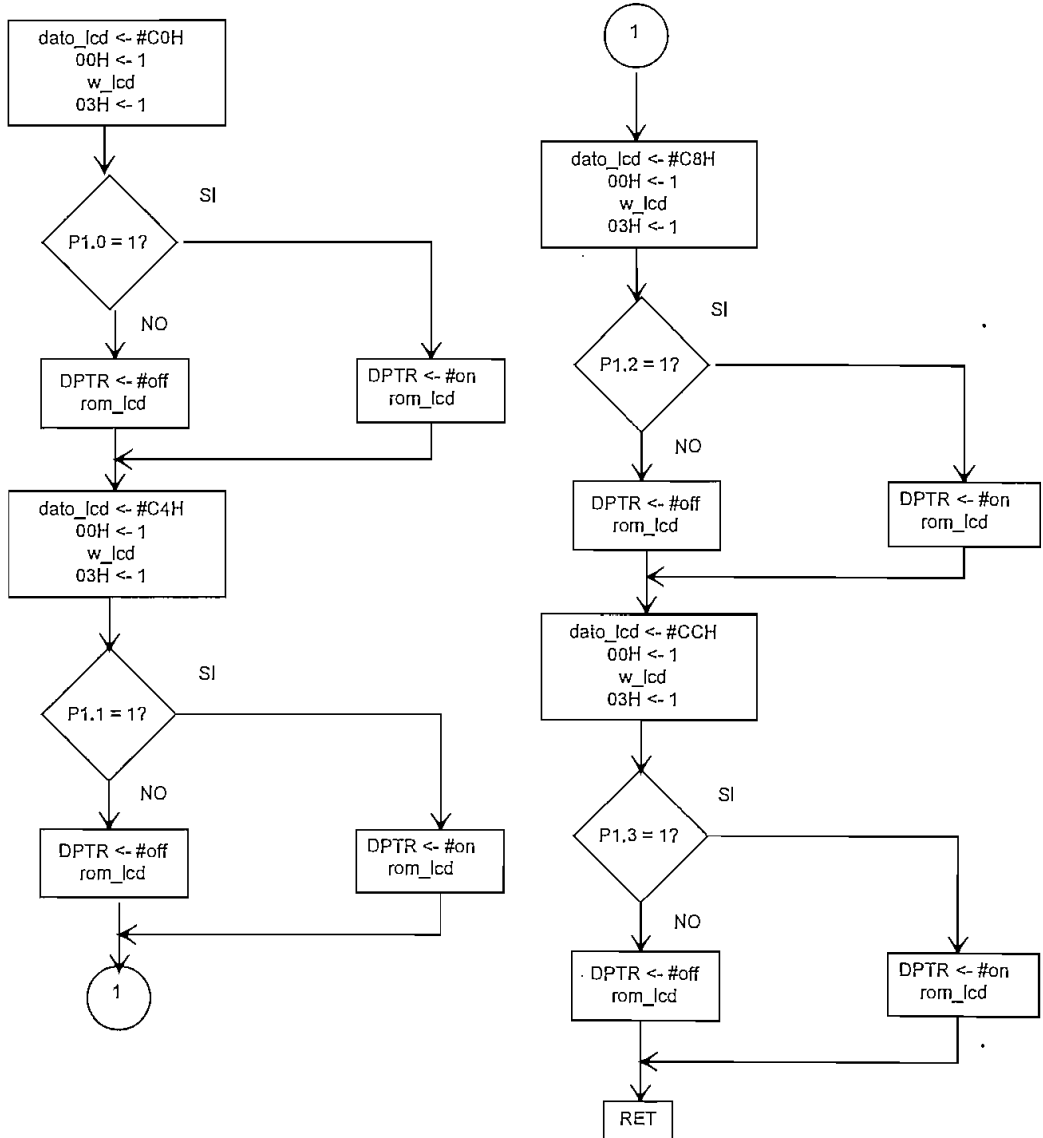 dato_lcd <- #C0H
00H <- 1
w_lcd
03H <- 1
SI
P1.0 = 1?
NO
DPTR <- #off
rom_lcd
DPTR <- #on
rom_lcd
dato_lcd <- #C4H
00H <- 1
w_lcd
03H <- 1
SI
P1.1 = 1?
NO
DPTR <- #off
rom_lcd
DPTR <- #on
rom_lcd
1
1
dato_lcd <- #C8H
00H <- 1
w_lcd
03H <- 1
SI
P1.2 = 1?
NO
DPTR <- #off
rom_lcd
DPTR <- #on
rom_lcd
dato_lcd <- #CCH
00H <- 1
w_lcd
03H <- 1
SI
P1.3 = 1?
NO
DPTR <- #off
rom_lcd
DPTR <- #on
rom_lcd
RET